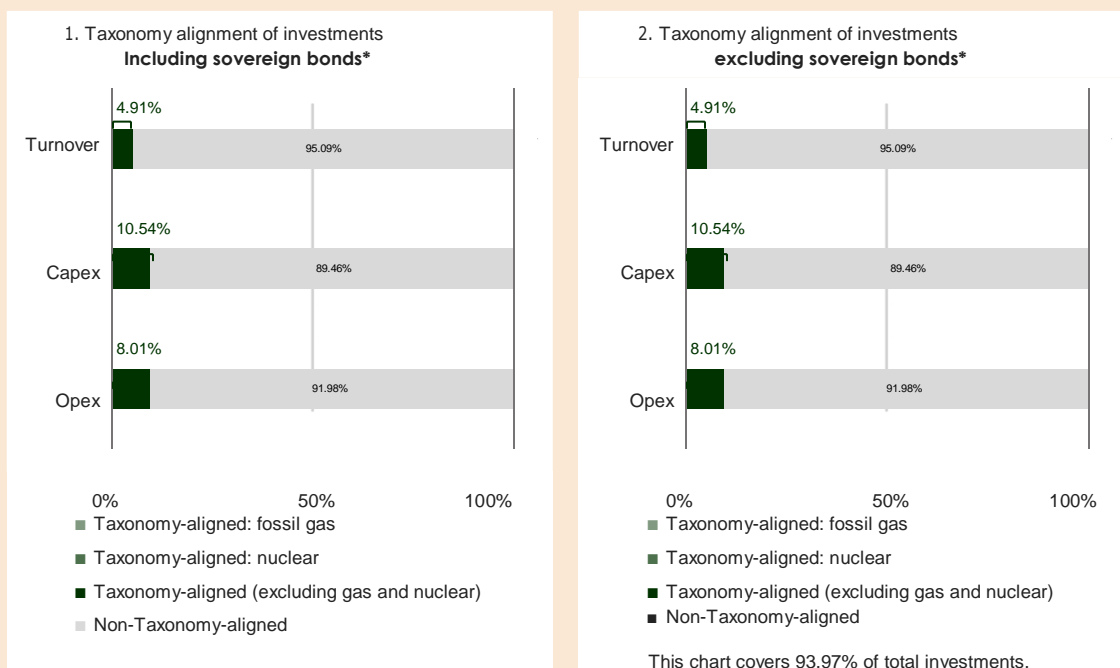 1. Taxonomy alignment of investments
Including sovereign bonds*
4.91%
Turnover
95.09%
10.54%
Capex
89.46%
8.01%
Opex
91.98%
0% 50% 100%
Taxonomy-aligned: fossil gas
Taxonomy-aligned: nuclear
Taxonomy-aligned (excluding gas and nuclear)
Non-Taxonomy-aligned
2. Taxonomy alignment of investments
excluding sovereign bonds*
4.91%
Turnover
95.09%
10.54%
Capex
89.46%
8.01%
Opex
91.98%
0% 50% 100%
Taxonomy-aligned: fossil gas
Taxonomy-aligned: nuclear
Taxonomy-aligned (excluding gas and nuclear)
Non-Taxonomy-aligned
This chart covers 93.97% of total investments.